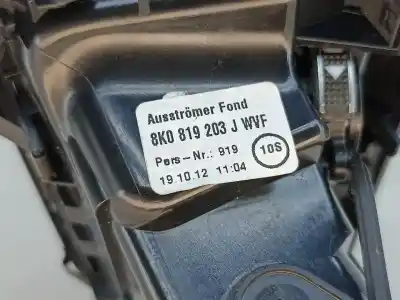 Ausströmer Fond
8K0 819 203 J WVF
Pers-Nr.: 919
10S
19.10.12 11:04